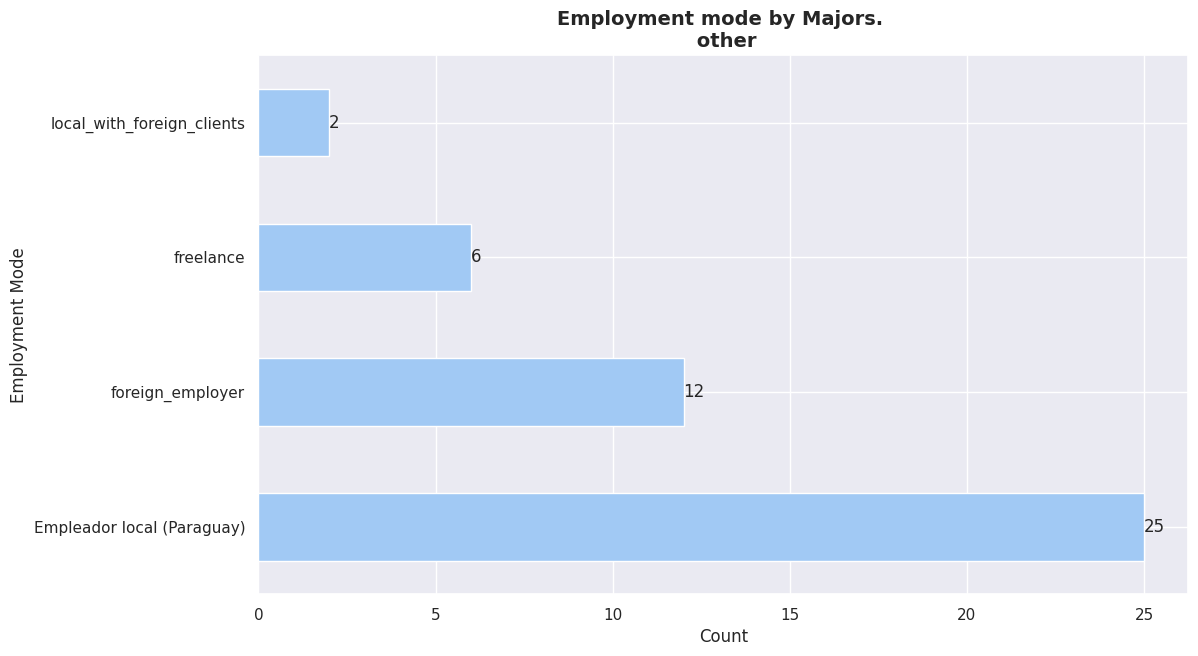 Employment mode by Majors.
other
local_with_foreign_clients
2
freelance
6
foreign_employer
12
Empleador local (Paraguay)
25
Employment Mode
0 5 10 15 20 25
Count